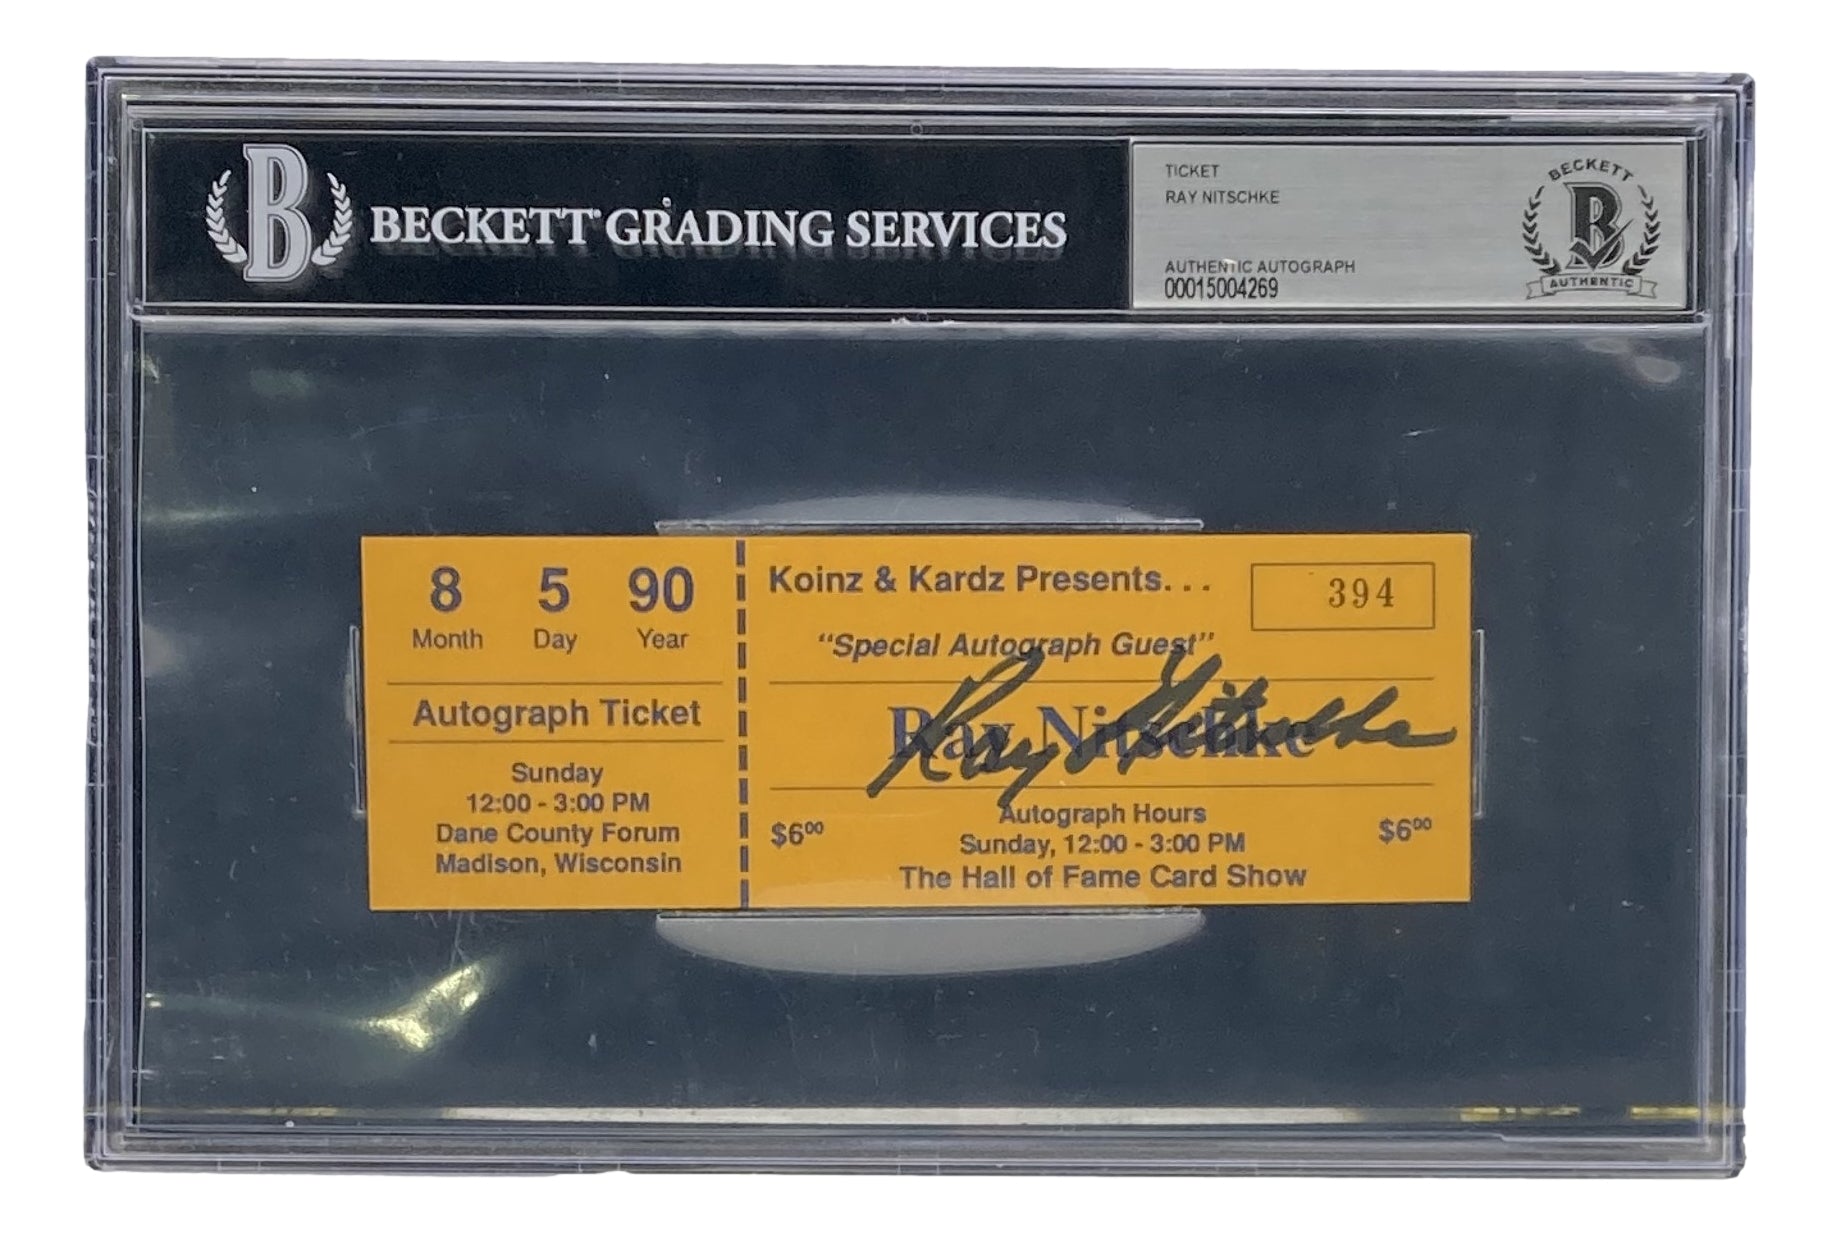 B BECKETT GRADING SERVICES
TICKET
RAY NITSCHKE
AUTHENTIC AUTOGRAPH
00015004269
BECKETT
B
AUTHENTIC
8 5 90
Month Day Year
Autograph Ticket
Sunday
12:00 - 3:00 PM
Dane County Forum
Madison, Wisconsin
Koinz & Kardz Presents. . .
394
"Special Autograph Guest"
Ray Nitschke
Ray Nitschke
Autograph Hours
$6⁰⁰ Sunday, 12:00 - 3:00 PM $6⁰⁰
The Hall of Fame Card Show